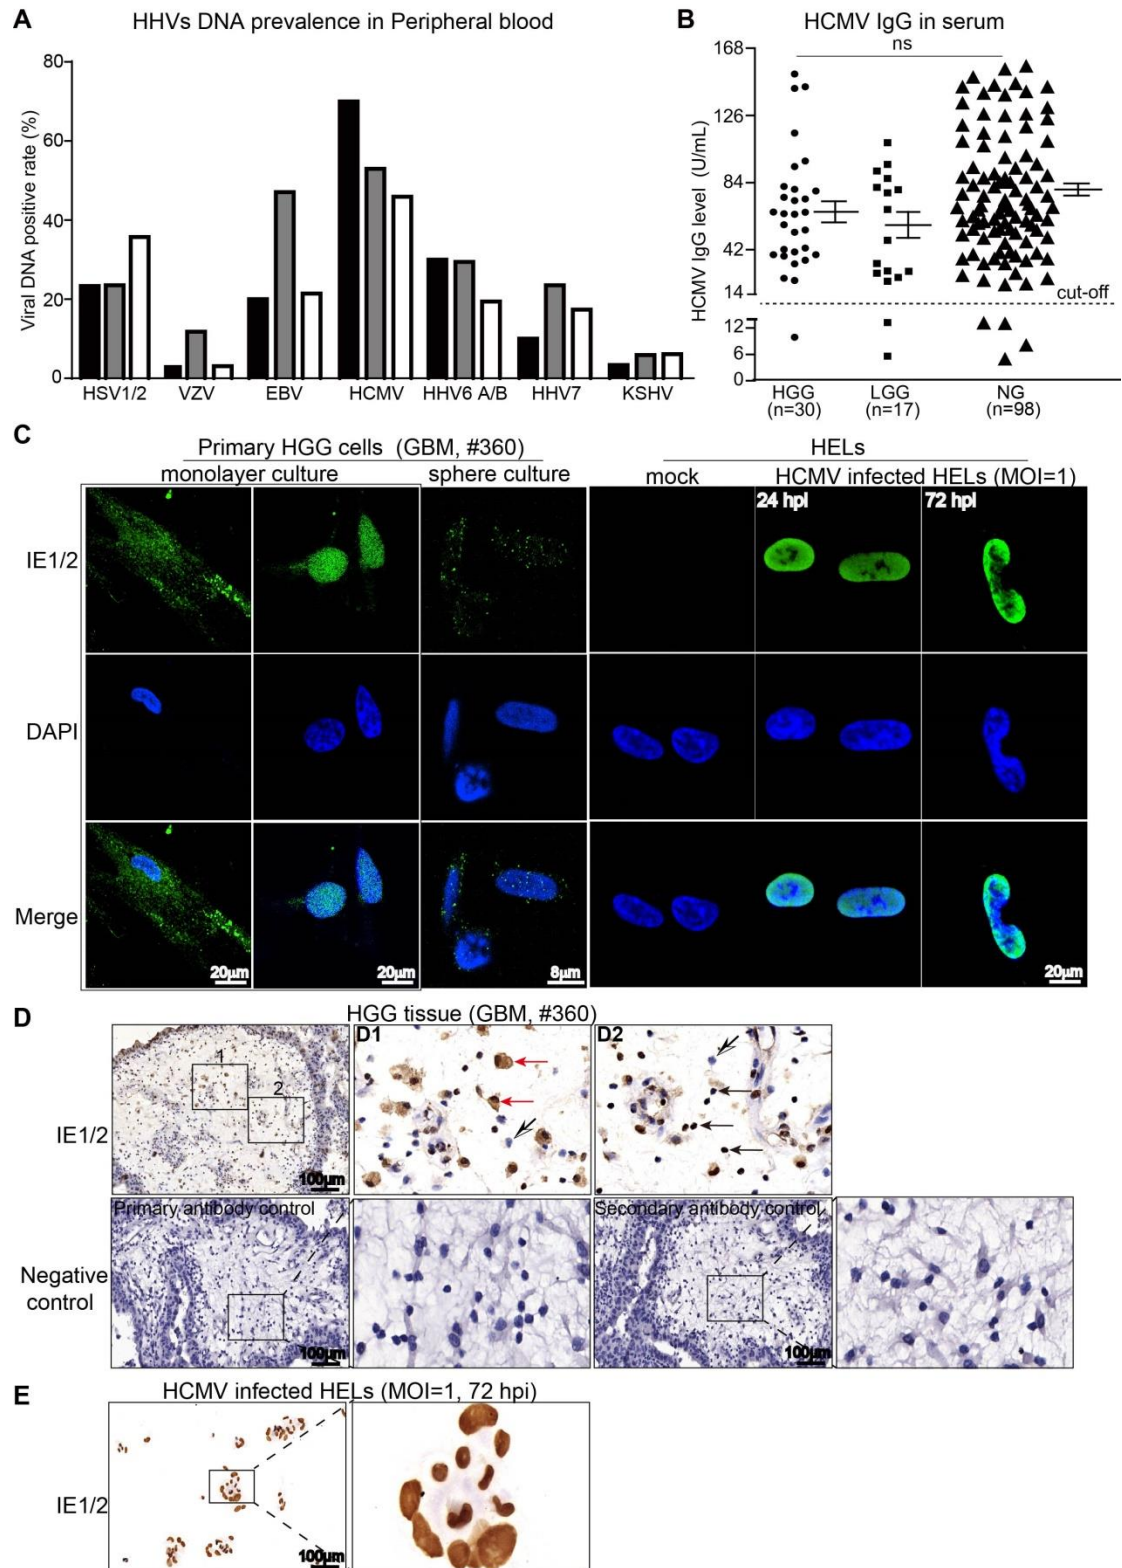 A
HHVs DNA prevalence in Peripheral blood
Viral DNA positive rate (%)
80
60
40
20
0
HSV1/2 VZV EBV HCMV HHV6 A/B HHV7 KSHV
B
HCMV IgG in serum
ns
HCMV IgG level (U/mL)
168
126
84
42
14
cut-off
12
6
0
HGG LGG NG
(n=30) (n=17) (n=98)
C
Primary HGG cells (GBM, #360) HELs
monolayer culture sphere culture mock HCMV infected HELs (MOI=1)
24 hpl 72 hpl
IE1/2
DAPI
Merge
20μm 20μm 8μm 20μm
D
HGG tissue (GBM, #360)
D1 D2
1
2
IE1/2
100μm
Primary antibody control Secondary antibody control
Negative
control
100μm 100μm
E
HCMV infected HELs (MOI=1, 72 hpi)
IE1/2
100μm